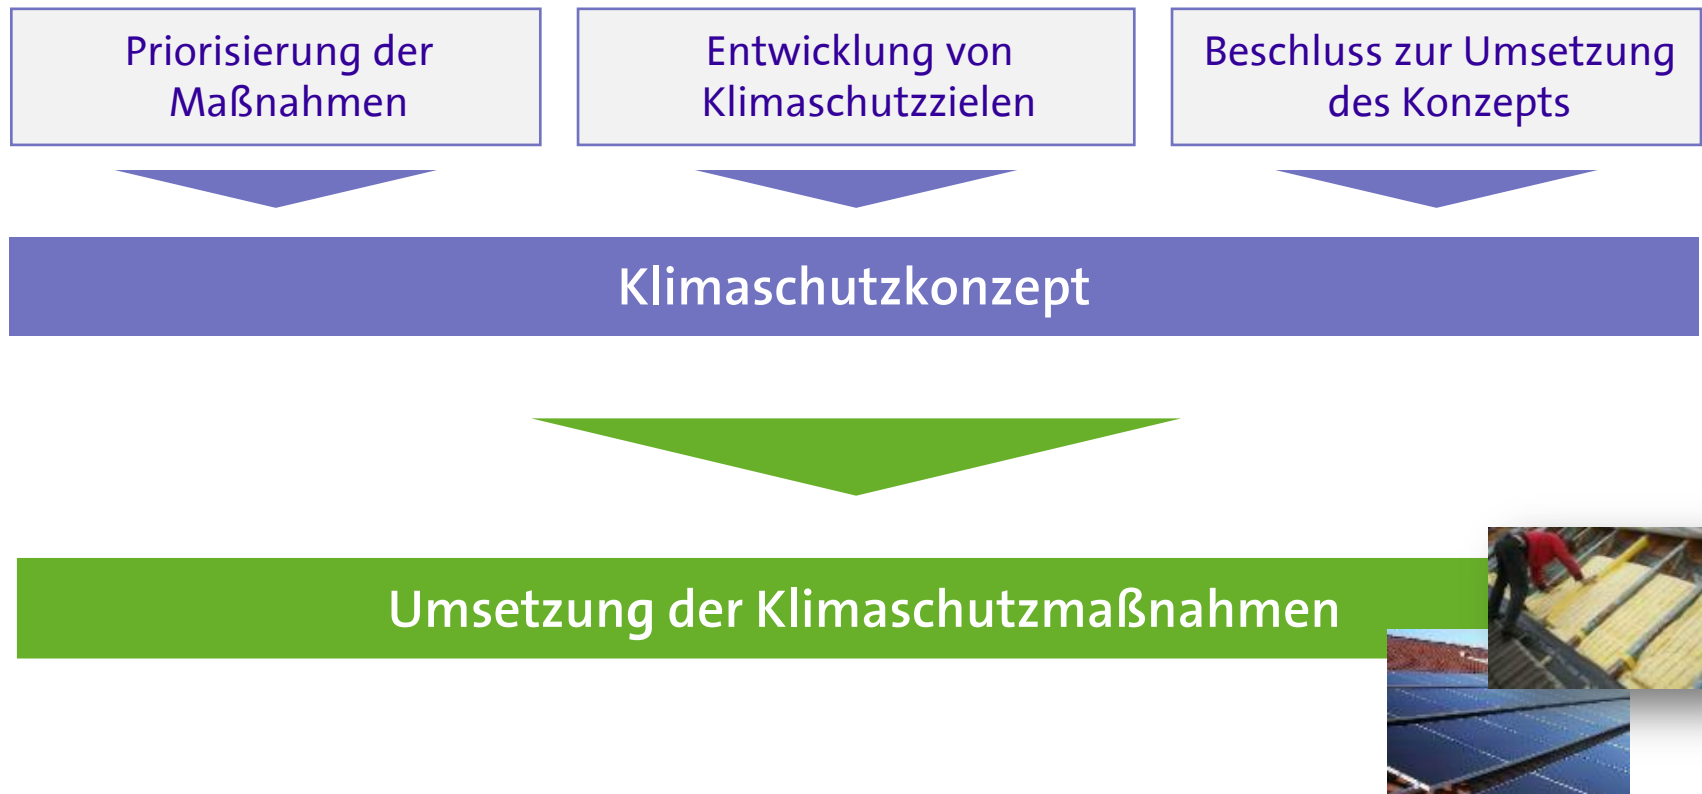 Priorisierung der
Maßnahmen
Entwicklung von
Klimaschutzzielen
Beschluss zur Umsetzung
des Konzepts
Klimaschutzkonzept
Umsetzung der Klimaschutzmaßnahmen